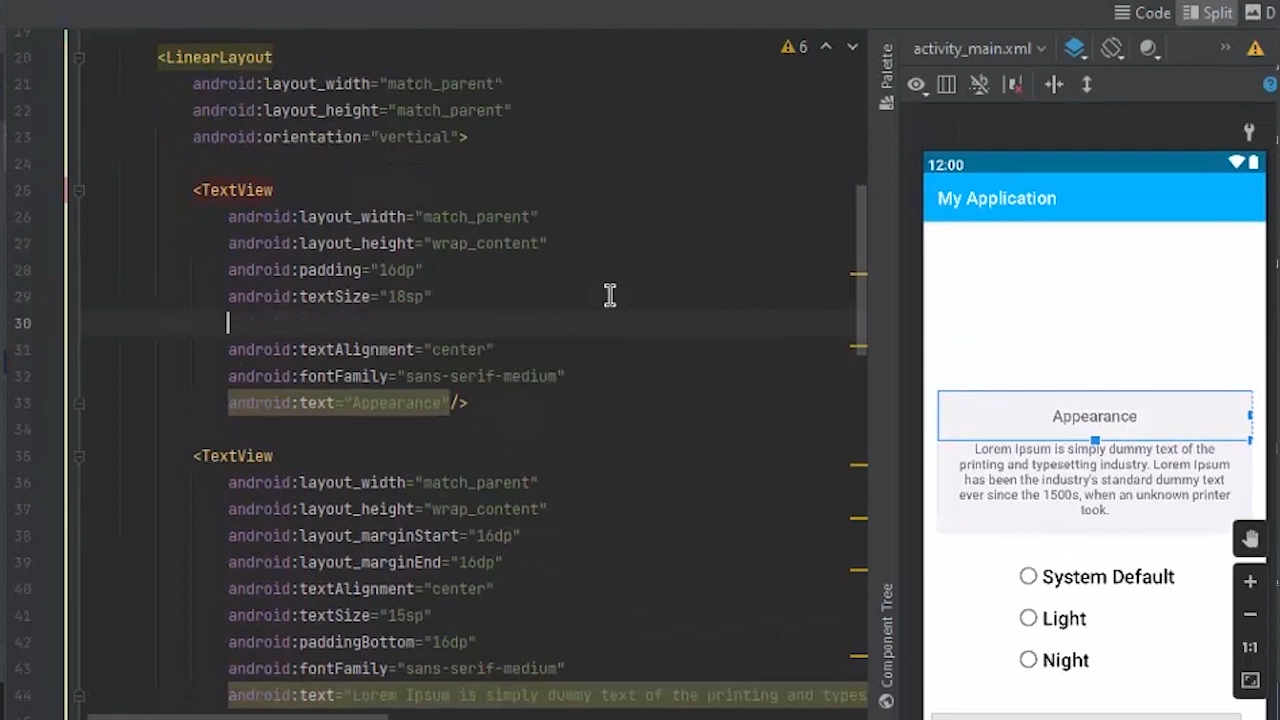 Code Split D
19
20 <LinearLayout
21 android:layout_width="match_parent"
22 android:layout_height="match_parent"
23 android:orientation="vertical">
24
25 <TextView
26 android:layout_width="match_parent"
27 android:layout_height="wrap_content"
28 android:padding="16dp"
29 android:textSize="18sp"
30
31 android:textAlignment="center"
32 android:fontFamily="sans-serif-medium"
33 android:text="Appearance"/>
34
35 <TextView
36 android:layout_width="match_parent"
37 android:layout_height="wrap_content"
38 android:layout_marginStart="16dp"
39 android:layout_marginEnd="16dp"
40 android:textAlignment="center"
41 android:textSize="15sp"
42 android:paddingBottom="16dp"
43 android:fontFamily="sans-serif-medium"
44 android:text="Lorem Ipsum is simply dummy text of the printing and types
6
Palette
Component Tree
activity_main.xml
12:00
My Application
Appearance
Lorem Ipsum is simply dummy text of the
printing and typesetting industry. Lorem Ipsum
has been the industry's standard dummy text
ever since the 1500s, when an unknown printer
took.
System Default
Light
Night
1:1